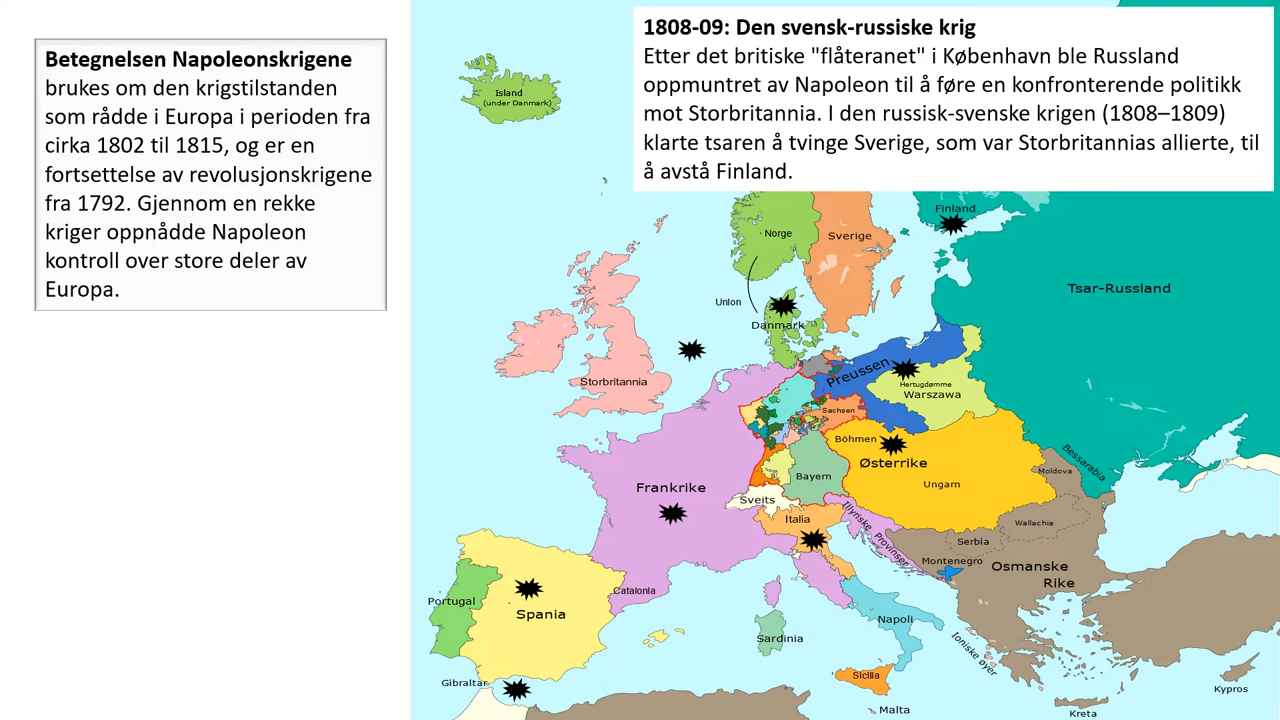 Betegnelsen Napoleonskrigene
brukes om den krigstilstanden
som rådde i Europa i perioden fra
cirka 1802 til 1815, og er en
fortsettelse av revolusjonskrigene
fra 1792. Gjennom en rekke
kriger oppnådde Napoleon
kontroll over store deler av
Europa.
1808-09: Den svensk-russiske krig
Etter det britiske "flåteranet" i København ble Russland
oppmuntret av Napoleon til å føre en konfronterende politikk
mot Storbritannia. I den russisk-svenske krigen (1808–1809)
klarte tsaren å tvinge Sverige, som var Storbritannias allierte, til
å avstå Finland.
Island
(under Danmark)
Finland
Norge
Sverige
Tsar-Russland
Union
Danmark
Storbritannia
Preussen
Hertugdømme
Warszawa
Sachsen
Böhmen
Østerrike
Bessarabia
Moldova
Bayern
Ungarn
Frankrike
Sveits
Italia
Illyriske Provinser
Wallachia
Serbia
Montenegro
Osmanske
Rike
Catalonia
Portugal
Spania
Napoli
Sardinia
Ioniske øyer
Gibraltar
Sicilia
Malta
Kypros
Kreta